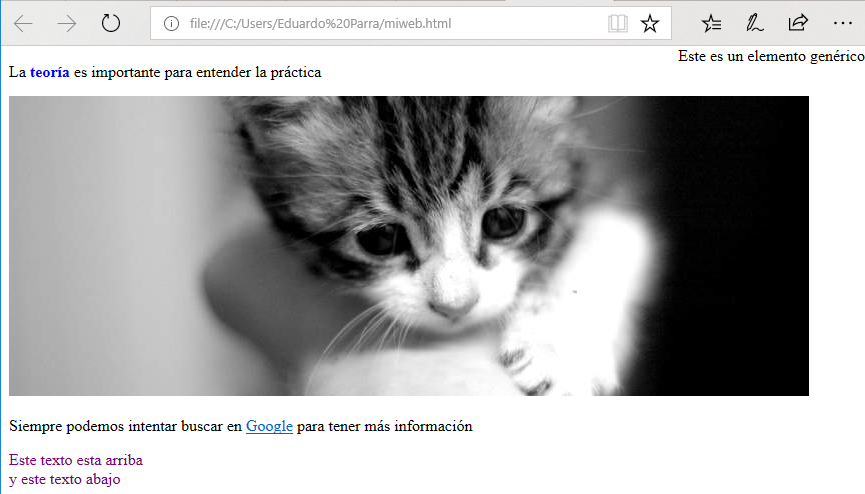 file:///C:/Users/Eduardo%20Parra/miweb.html
Este es un elemento genérico
La teoría es importante para entender la práctica
Siempre podemos intentar buscar en Google para tener más información
Este texto esta arriba
y este texto abajo